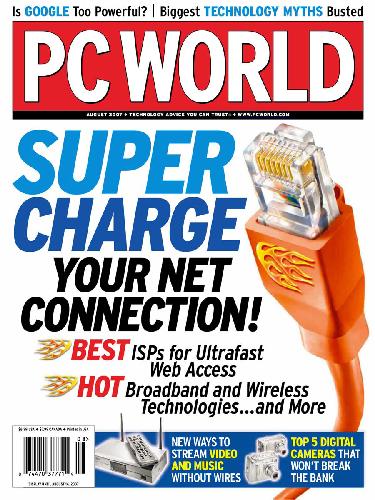 Is GOOGLE Too Powerful? | Biggest TECHNOLOGY MYTHS Busted
PC WORLD
AUGUST 2007 • TECHNOLOGY ADVICE YOU CAN TRUST • WWW.PCWORLD.COM
SUPER
CHARGE
YOUR NET
CONNECTION!
BEST ISPs for Ultrafast
Web Access
HOT Broadband and Wireless
Technologies...and More
NEW WAYS TO
STREAM VIDEO
AND MUSIC
WITHOUT WIRES
TOP 5 DIGITAL
CAMERAS THAT
WON'T BREAK
THE BANK